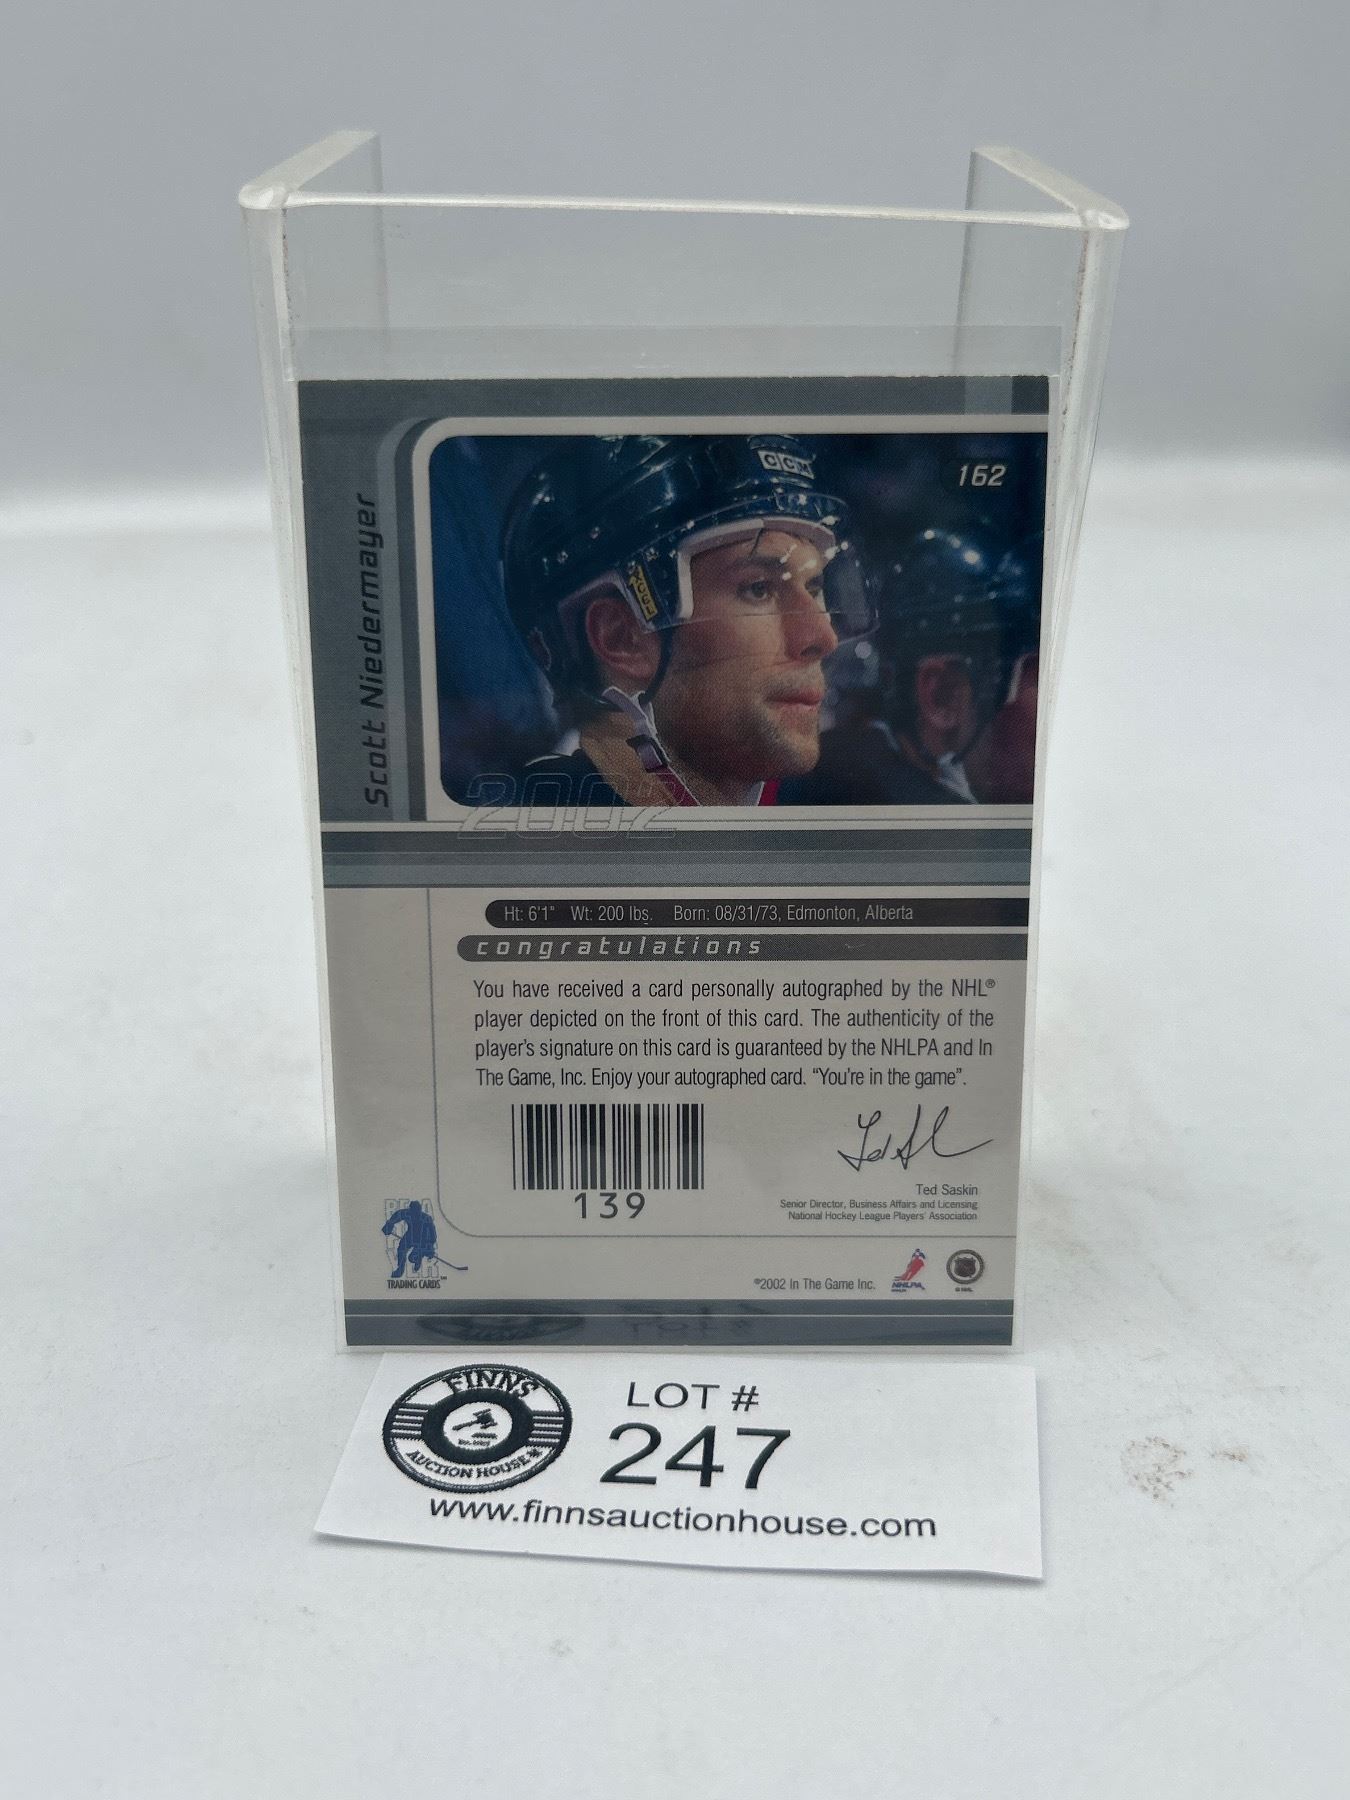 CCM
162
Scott Niedermayer
2002
Ht: 6'1" Wt: 200 lbs. Born: 08/31/73, Edmonton, Alberta
congratulations
You have received a card personally autographed by the NHL®
player depicted on the front of this card. The authenticity of the
player's signature on this card is guaranteed by the NHLPA and In
The Game, Inc. Enjoy your autographed card. "You're in the game".
139
Ted Saskin
Senior Director, Business Affairs and Licensing
National Hockey League Players' Association
BE A PLAYER
TRADING CARDS™
©2002 In The Game Inc.
NHLPA
FINNS
AUCTION HOUSE
LOT #
247
www.finnsauctionhouse.com